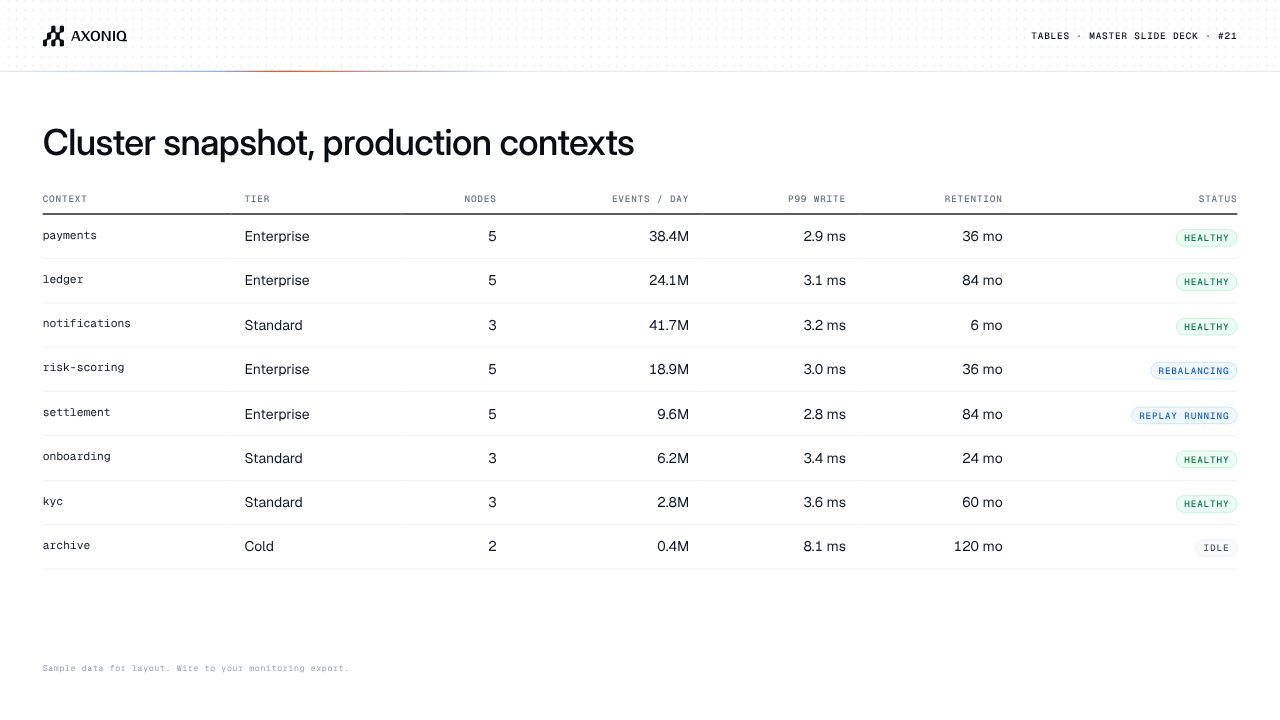 AXONIQ
TABLES · MASTER SLIDE DECK · #21
Cluster snapshot, production contexts
CONTEXT TIER NODES EVENTS / DAY P99 WRITE RETENTION STATUS
payments Enterprise 5 38.4M 2.9 ms 36 mo HEALTHY
ledger Enterprise 5 24.1M 3.1 ms 84 mo HEALTHY
notifications Standard 3 41.7M 3.2 ms 6 mo HEALTHY
risk-scoring Enterprise 5 18.9M 3.0 ms 36 mo REBALANCING
settlement Enterprise 5 9.6M 2.8 ms 84 mo REPLAY RUNNING
onboarding Standard 3 6.2M 3.4 ms 24 mo HEALTHY
kyc Standard 3 2.8M 3.6 ms 60 mo HEALTHY
archive Cold 2 0.4M 8.1 ms 120 mo IDLE
Sample data for layout. Wire to your monitoring export.